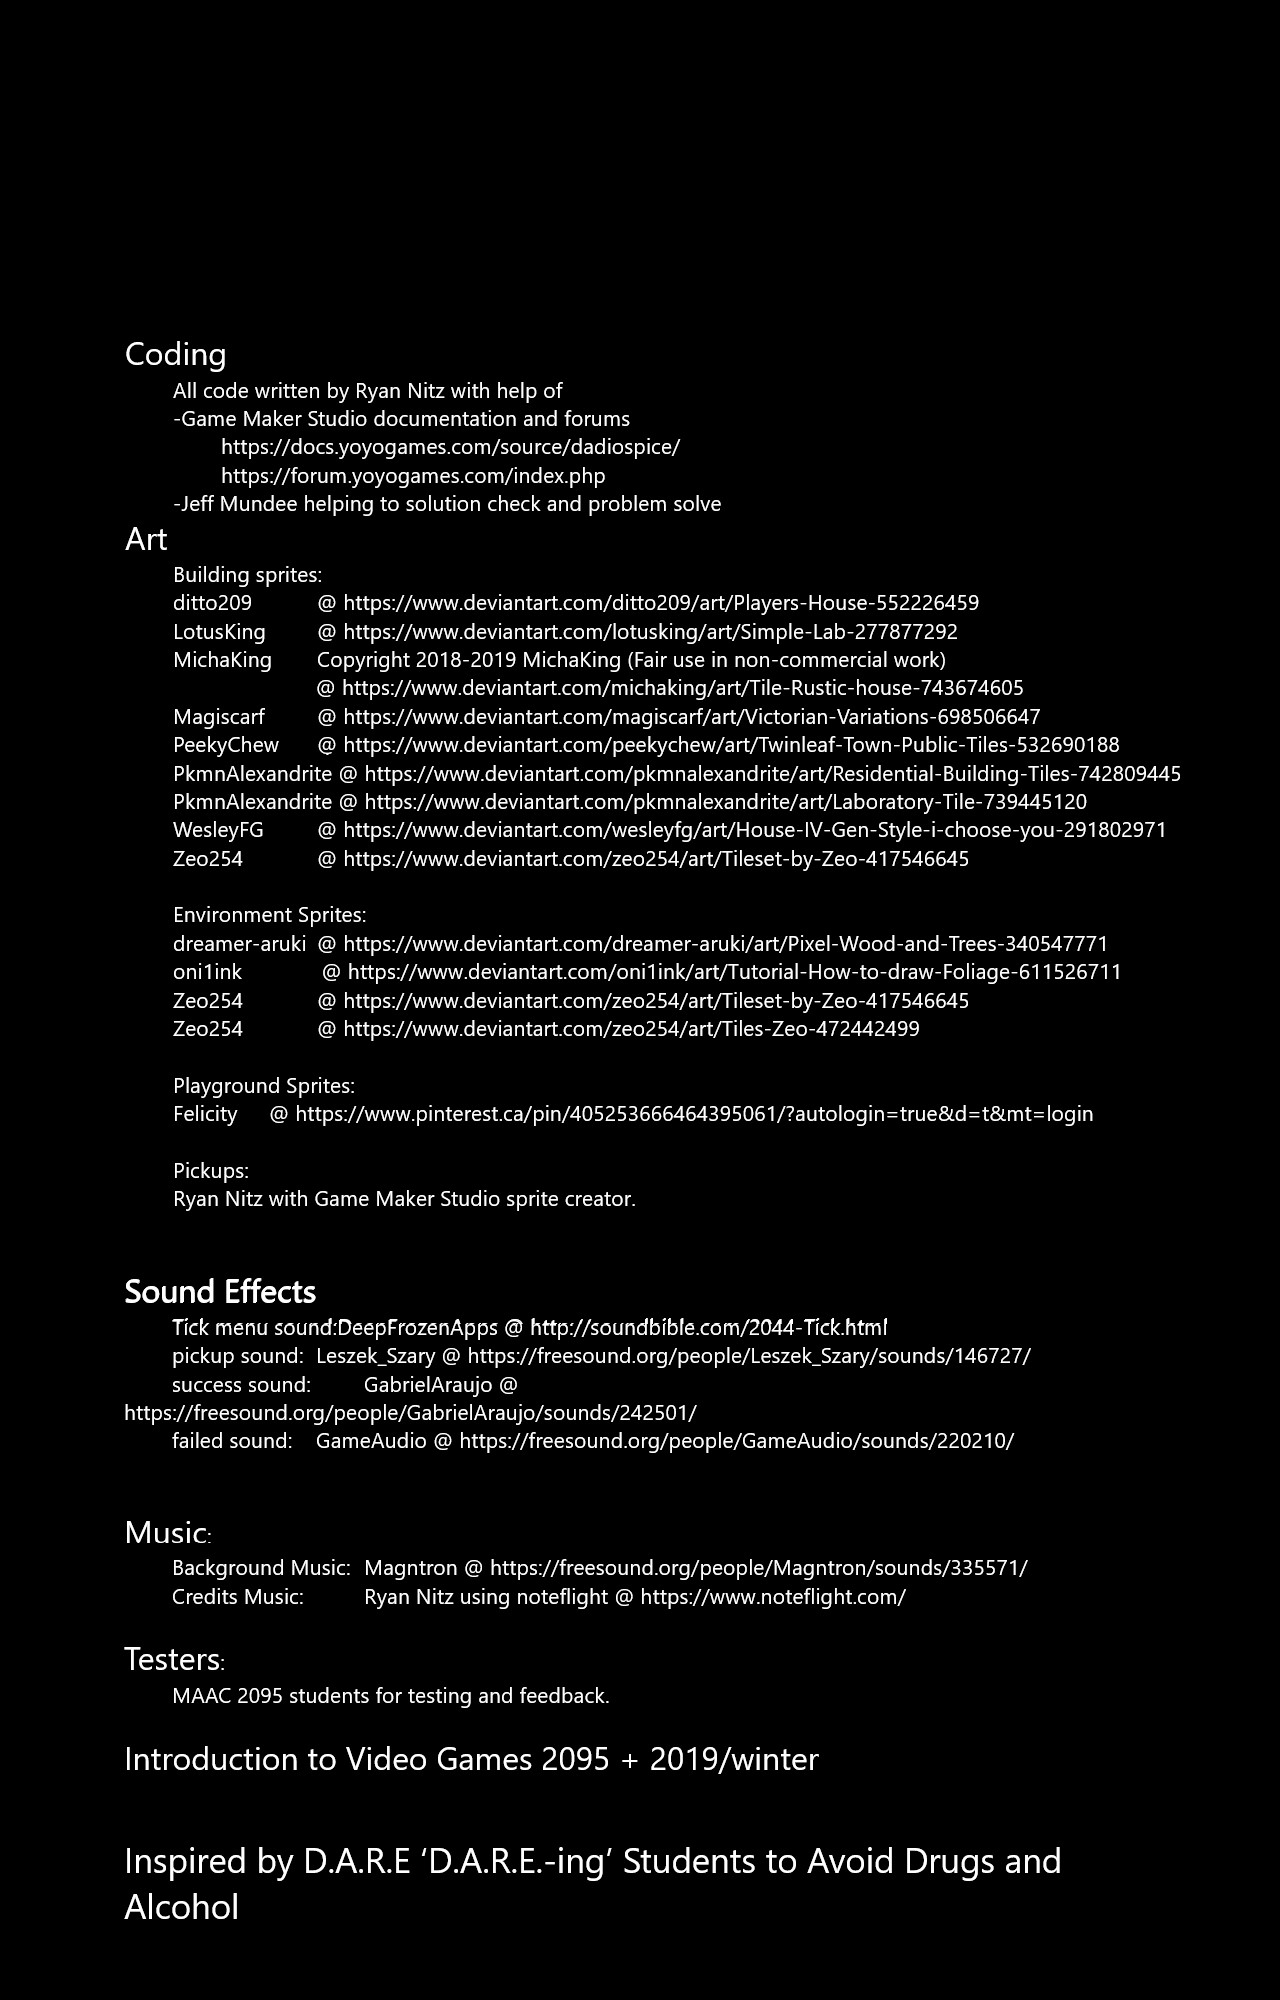 Coding
All code written by Ryan Nitz with help of
-Game Maker Studio documentation and forums
https://docs.yoyogames.com/source/dadiospice/
https://forum.yoyogames.com/index.php
-Jeff Mundee helping to solution check and problem solve
Art
Building sprites:
ditto209 @ https://www.deviantart.com/ditto209/art/Players-House-552226459
LotusKing @ https://www.deviantart.com/lotusking/art/Simple-Lab-277877292
MichaKing Copyright 2018-2019 MichaKing (Fair use in non-commercial work)
@ https://www.deviantart.com/michaking/art/Tile-Rustic-house-743674605
Magiscarf @ https://www.deviantart.com/magiscarf/art/Victorian-Variations-698506647
PeekyChew @ https://www.deviantart.com/peekychew/art/Twinleaf-Town-Public-Tiles-532690188
PkmnAlexandrite @ https://www.deviantart.com/pkmnalexandrite/art/Residential-Building-Tiles-742809445
PkmnAlexandrite @ https://www.deviantart.com/pkmnalexandrite/art/Laboratory-Tile-739445120
WesleyFG @ https://www.deviantart.com/wesleyfg/art/House-IV-Gen-Style-i-choose-you-291802971
Zeo254 @ https://www.deviantart.com/zeo254/art/Tileset-by-Zeo-417546645
Environment Sprites:
dreamer-aruki @ https://www.deviantart.com/dreamer-aruki/art/Pixel-Wood-and-Trees-340547771
oni1ink @ https://www.deviantart.com/oni1ink/art/Tutorial-How-to-draw-Foliage-611526711
Zeo254 @ https://www.deviantart.com/zeo254/art/Tileset-by-Zeo-417546645
Zeo254 @ https://www.deviantart.com/zeo254/art/Tiles-Zeo-472442499
Playground Sprites:
Felicity @ https://www.pinterest.ca/pin/405253666464395061/?autologin=true&d=t&mt=login
Pickups:
Ryan Nitz with Game Maker Studio sprite creator.
Sound Effects
Tick menu sound:DeepFrozenApps @ http://soundbible.com/2044-Tick.html
pickup sound: Leszek_Szary @ https://freesound.org/people/Leszek_Szary/sounds/146727/
success sound: GabrielAraujo @
https://freesound.org/people/GabrielAraujo/sounds/242501/
failed sound: GameAudio @ https://freesound.org/people/GameAudio/sounds/220210/
Music:
Background Music: Magntron @ https://freesound.org/people/Magntron/sounds/335571/
Credits Music: Ryan Nitz using noteflight @ https://www.noteflight.com/
Testers:
MAAC 2095 students for testing and feedback.
Introduction to Video Games 2095 + 2019/winter
Inspired by D.A.R.E ‘D.A.R.E.-ing’ Students to Avoid Drugs and
Alcohol